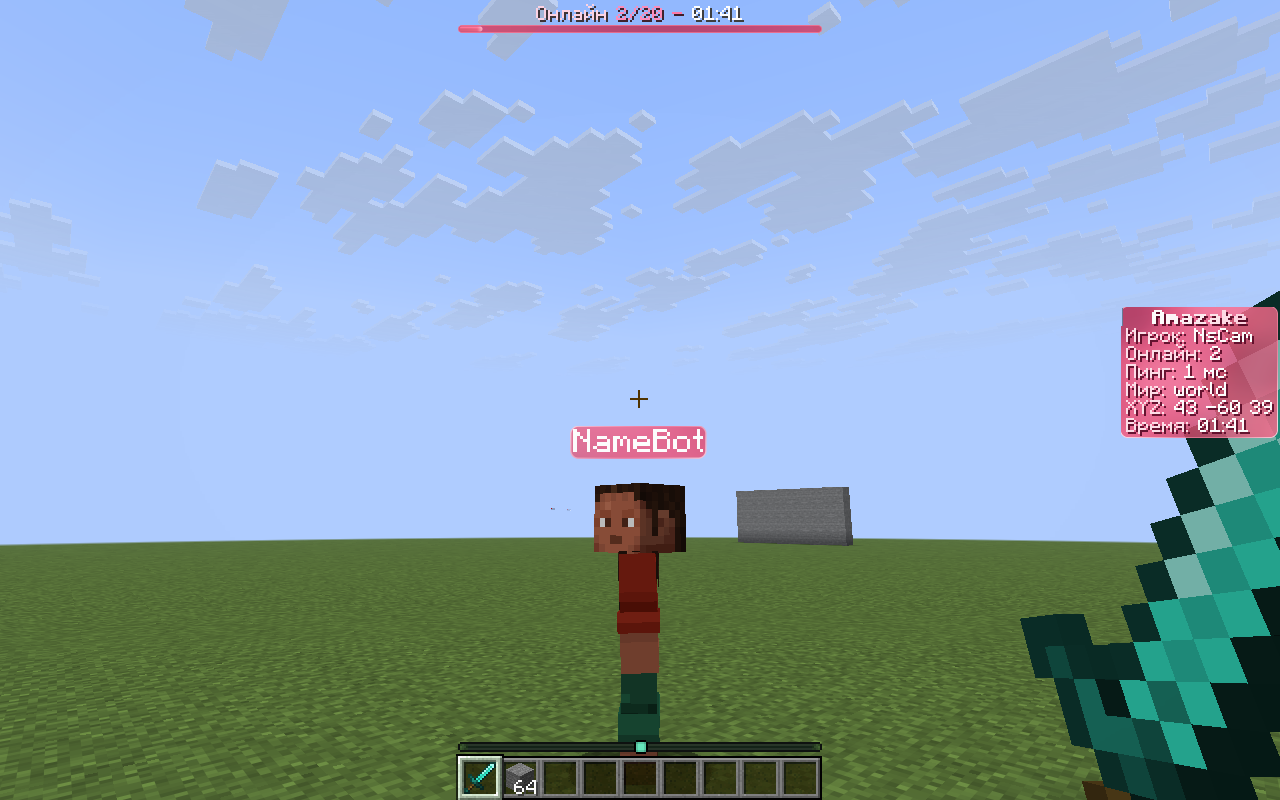 Онлайн 2/20 - 01:41
Amazake
Игрок: NsCam
Онлайн: 2
Пинг: 1 мс
Мир: world
XYZ: 43 -60 39
Время: 01:41
NameBot
64